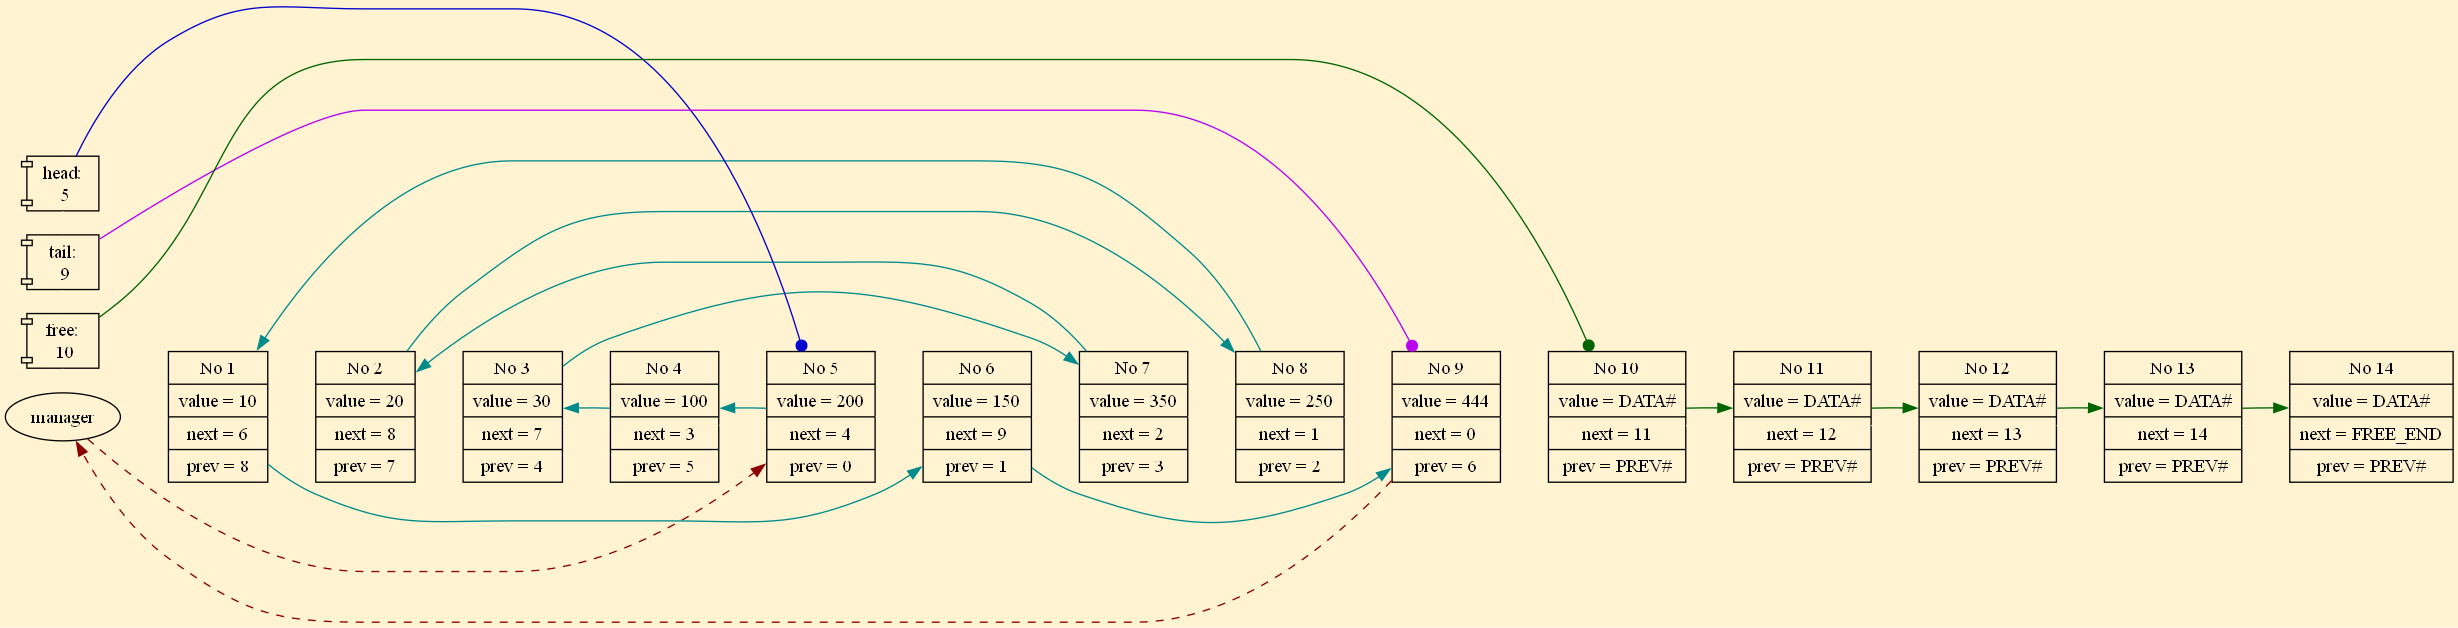 head:
5
tail:
9
free:
10
manager
No 1
value = 10
next = 6
prev = 8
No 2
value = 20
next = 8
prev = 7
No 3
value = 30
next = 7
prev = 4
No 4
value = 100
next = 3
prev = 5
No 5
value = 200
next = 4
prev = 0
No 6
value = 150
next = 9
prev = 1
No 7
value = 350
next = 2
prev = 3
No 8
value = 250
next = 1
prev = 2
No 9
value = 444
next = 0
prev = 6
No 10
value = DATA#
next = 11
prev = PREV#
No 11
value = DATA#
next = 12
prev = PREV#
No 12
value = DATA#
next = 13
prev = PREV#
No 13
value = DATA#
next = 14
prev = PREV#
No 14
value = DATA#
next = FREE_END
prev = PREV#